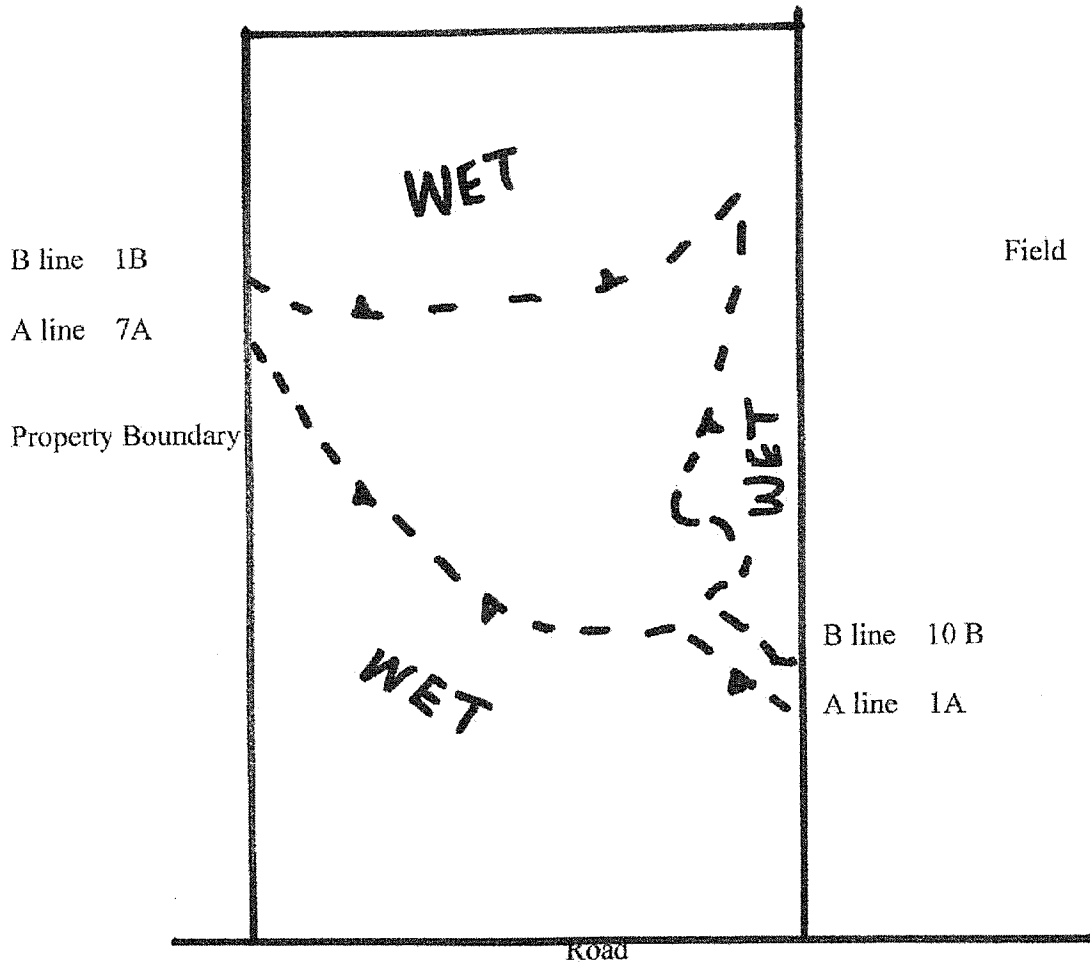 WET
B line 1B
Field
A line 7A
Property Boundary
WET
B line 10 B
WET
A line 1A
Road